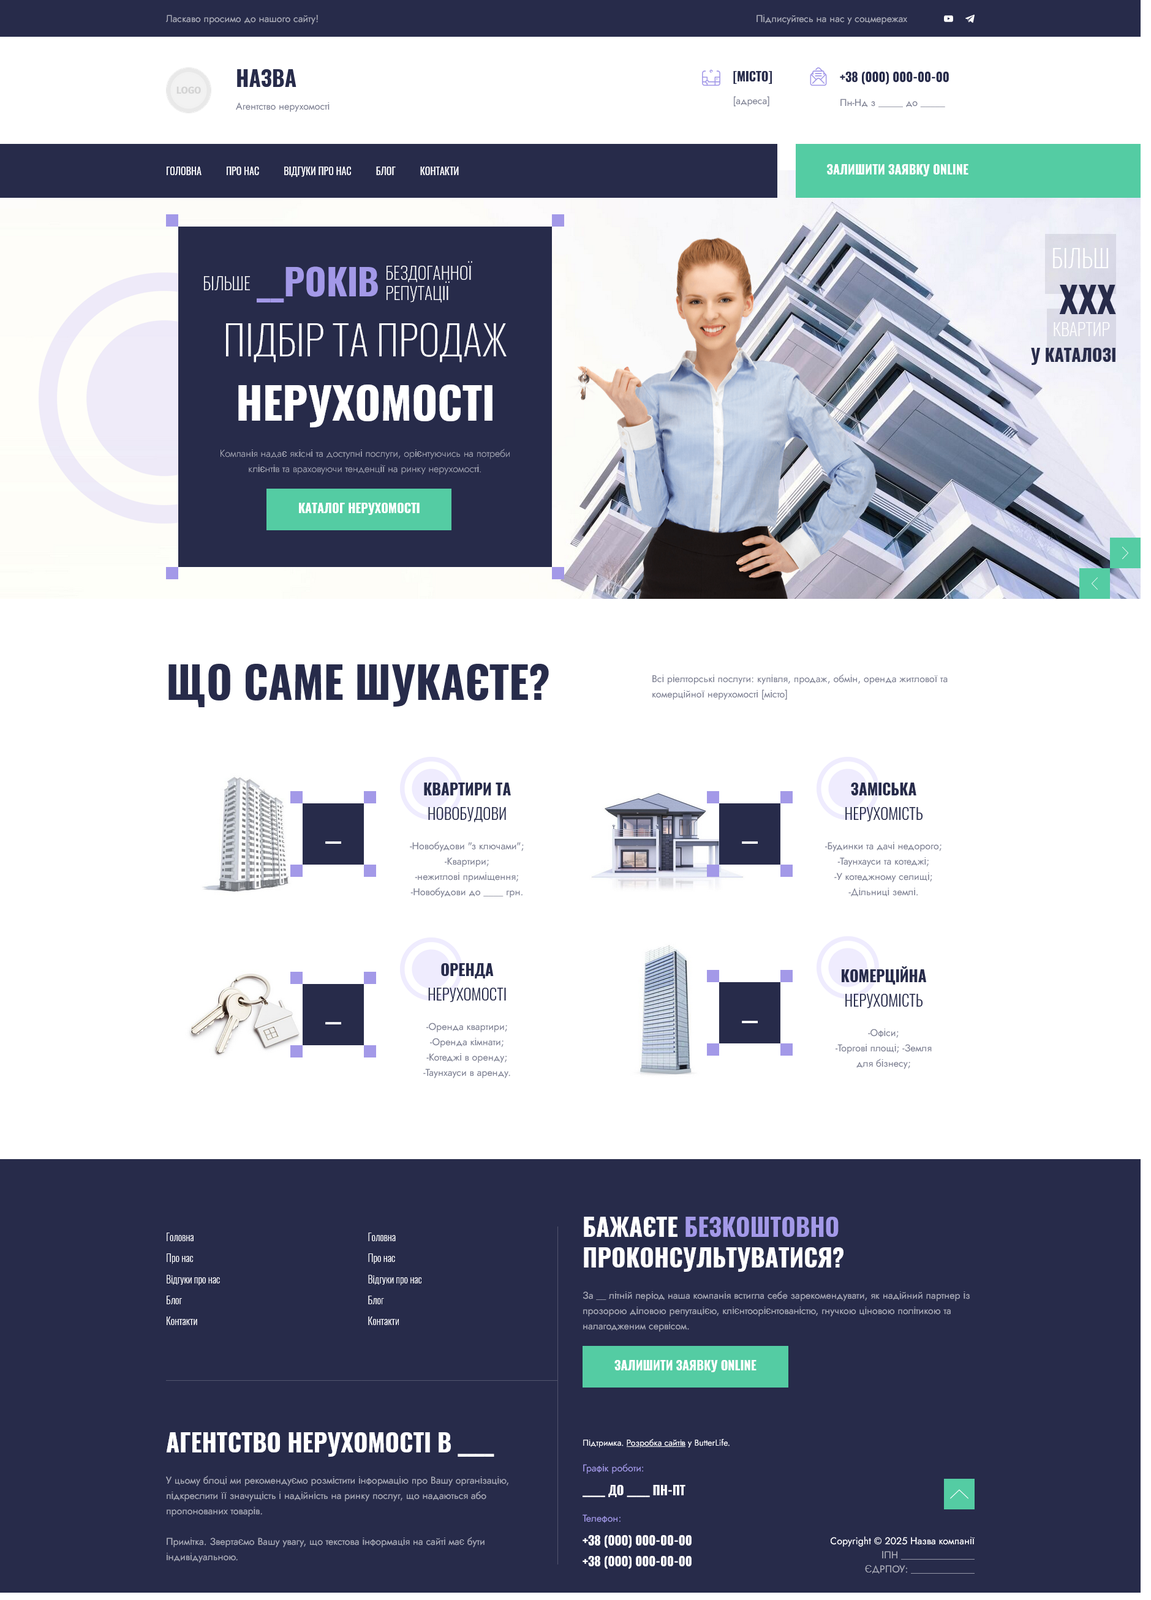 Ласкаво просимо до нашого сайту!
Підписуйтесь на нас у соцмережах
LOGO
НАЗВА
Агентство нерухомості
[МІСТО]
[адреса]
+38 (000) 000-00-00
Пн-Нд з _____ до _____
ГОЛОВНА
ПРО НАС
ВІДГУКИ ПРО НАС
БЛОГ
КОНТАКТИ
ЗАЛИШИТИ ЗАЯВКУ ONLINE
БІЛЬШЕ __РОКІВ БЕЗДОГАННОЇ
РЕПУТАЦІЇ
ПІДБІР ТА ПРОДАЖ
НЕРУХОМОСТІ
Компанія надає якісні та доступні послуги, орієнтуючись на потреби
клієнтів та враховуючи тенденції на ринку нерухомості.
КАТАЛОГ НЕРУХОМОСТІ
БІЛЬШ
ХХХ
КВАРТИР
У КАТАЛОЗІ
ЩО САМЕ ШУКАЄТЕ?
Всі ріелторські послуги: купівля, продаж, обмін, оренда житлової та
комерційної нерухомості [місто]
КВАРТИРИ ТА
НОВОБУДОВИ
-Новобудови "з ключами";
-Квартири;
-нежитлові приміщення;
-Новобудови до ____ грн.
_
ЗАМІСЬКА
НЕРУХОМІСТЬ
-Будинки та дачі недорого;
-Таунхауси та котеджі;
-У котеджному селищі;
-Дільниці землі.
_
ОРЕНДА
НЕРУХОМОСТІ
-Оренда квартири;
-Оренда кімнати;
-Котеджі в оренду;
-Таунхауси в аренду.
_
КОМЕРЦІЙНА
НЕРУХОМІСТЬ
-Офіси;
-Торгові площі; -Земля
для бізнесу;
_
Головна
Про нас
Відгуки про нас
Блог
Контакти
Головна
Про нас
Відгуки про нас
Блог
Контакти
БАЖАЄТЕ БЕЗКОШТОВНО
ПРОКОНСУЛЬТУВАТИСЯ?
За __ літній період наша компанія встигла себе зарекомендувати, як надійний партнер із
прозорою діловою репутацією, клієнтоорієнтованістю, гнучкою ціновою політикою та
налагодженим сервісом.
ЗАЛИШИТИ ЗАЯВКУ ONLINE
АГЕНТСТВО НЕРУХОМОСТІ В ___
У цьому блоці ми рекомендуємо розмістити інформацію про Вашу організацію,
підкреслити її значущість і надійність на ринку послуг, що надаються або
пропонованих товарів.
Примітка. Звертаємо Вашу увагу, що текстова інформація на сайті має бути
індивідуальною.
Підтримка. Розробка сайтів у ButterLife.
Графік роботи:
____ ДО ____ ПН-ПТ
Телефон:
+38 (000) 000-00-00
+38 (000) 000-00-00
Copyright © 2025 Назва компанії
ІПН _______________
ЄДРПОУ: _____________